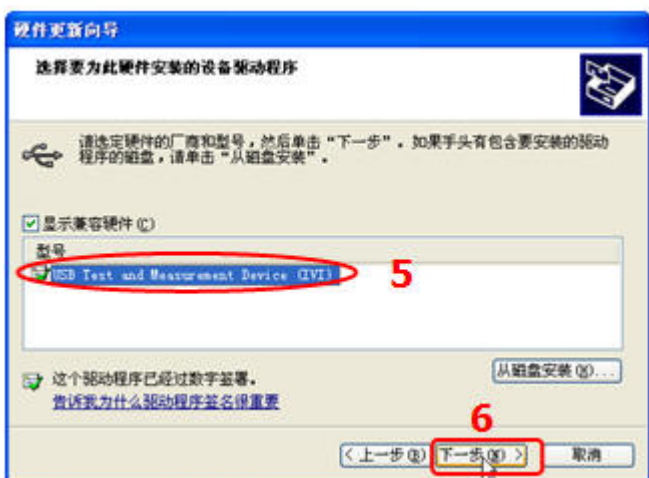 硬件更新向导
选择要为此硬件安装的设备驱动程序
请选定硬件的厂商和型号，然后单击“下一步”。如果手头有包含要安装的驱动
程序的磁盘，请单击“从磁盘安装”。
显示兼容硬件(C)
型号
USB Test and Measurement Device (IVI)
5
这个驱动程序已经过数字签署。
从磁盘安装(H)...
告诉我为什么驱动程序签名很重要
6
<上一步(B) 下一步(N)> 取消